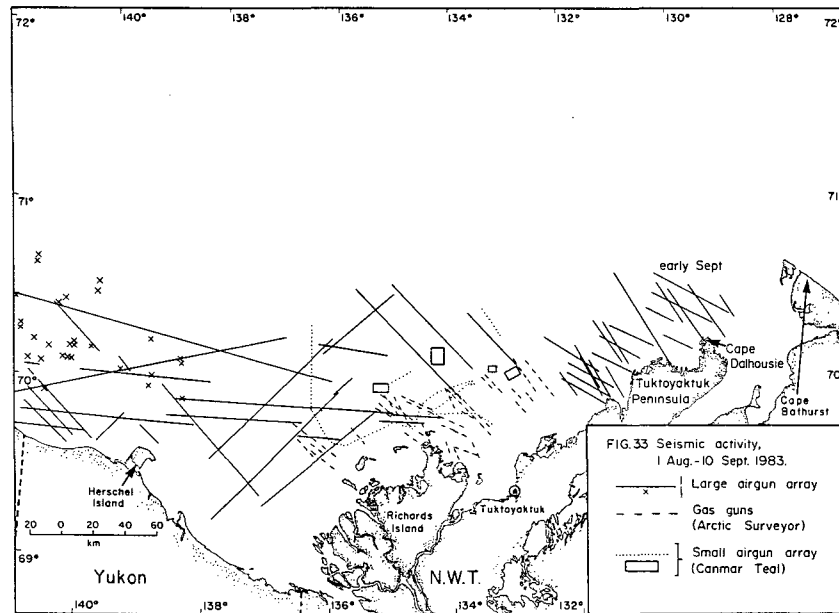 72°
140°
138°
136°
134°
132°
130°
128°
72°
71°
71°
early Sept
70°
70
Cape
Dalhousie
Tuktoyaktuk
Peninsula
Cape
Bathurst
Herschel
Island
Richards
Island
Tuktoyaktuk
20 0 20 40 60
km
69°
Yukon
N.W.T.
140°
138°
136°
134°
132°
FIG.33 Seismic activity,
1 Aug.-10 Sept. 1983.
Large airgun array
Gas guns
(Arctic Surveyor)
Small airgun array
(Canmar Teal)